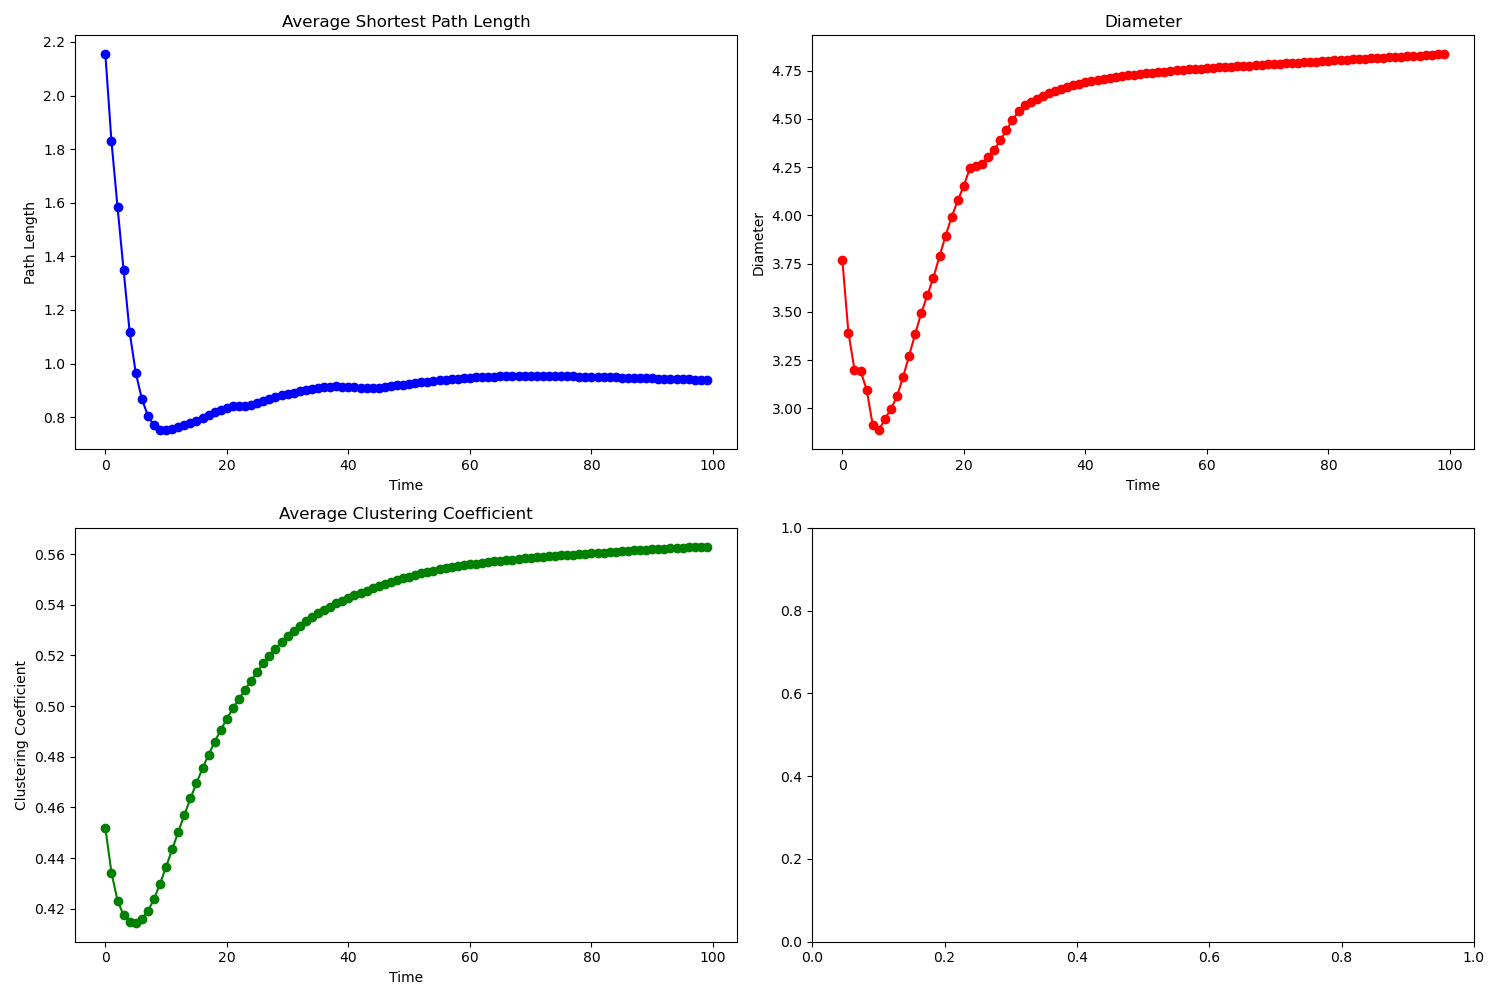 Average Shortest Path Length
Path Length
2.2
2.0
1.8
1.6
1.4
1.2
1.0
0.8
0 20 40 60 80 100
Time
Diameter
Diameter
4.75
4.50
4.25
4.00
3.75
3.50
3.25
3.00
0 20 40 60 80 100
Time
Average Clustering Coefficient
Clustering Coefficient
0.56
0.54
0.52
0.50
0.48
0.46
0.44
0.42
0 20 40 60 80 100
Time
1.0
0.8
0.6
0.4
0.2
0.0
0.0 0.2 0.4 0.6 0.8 1.0